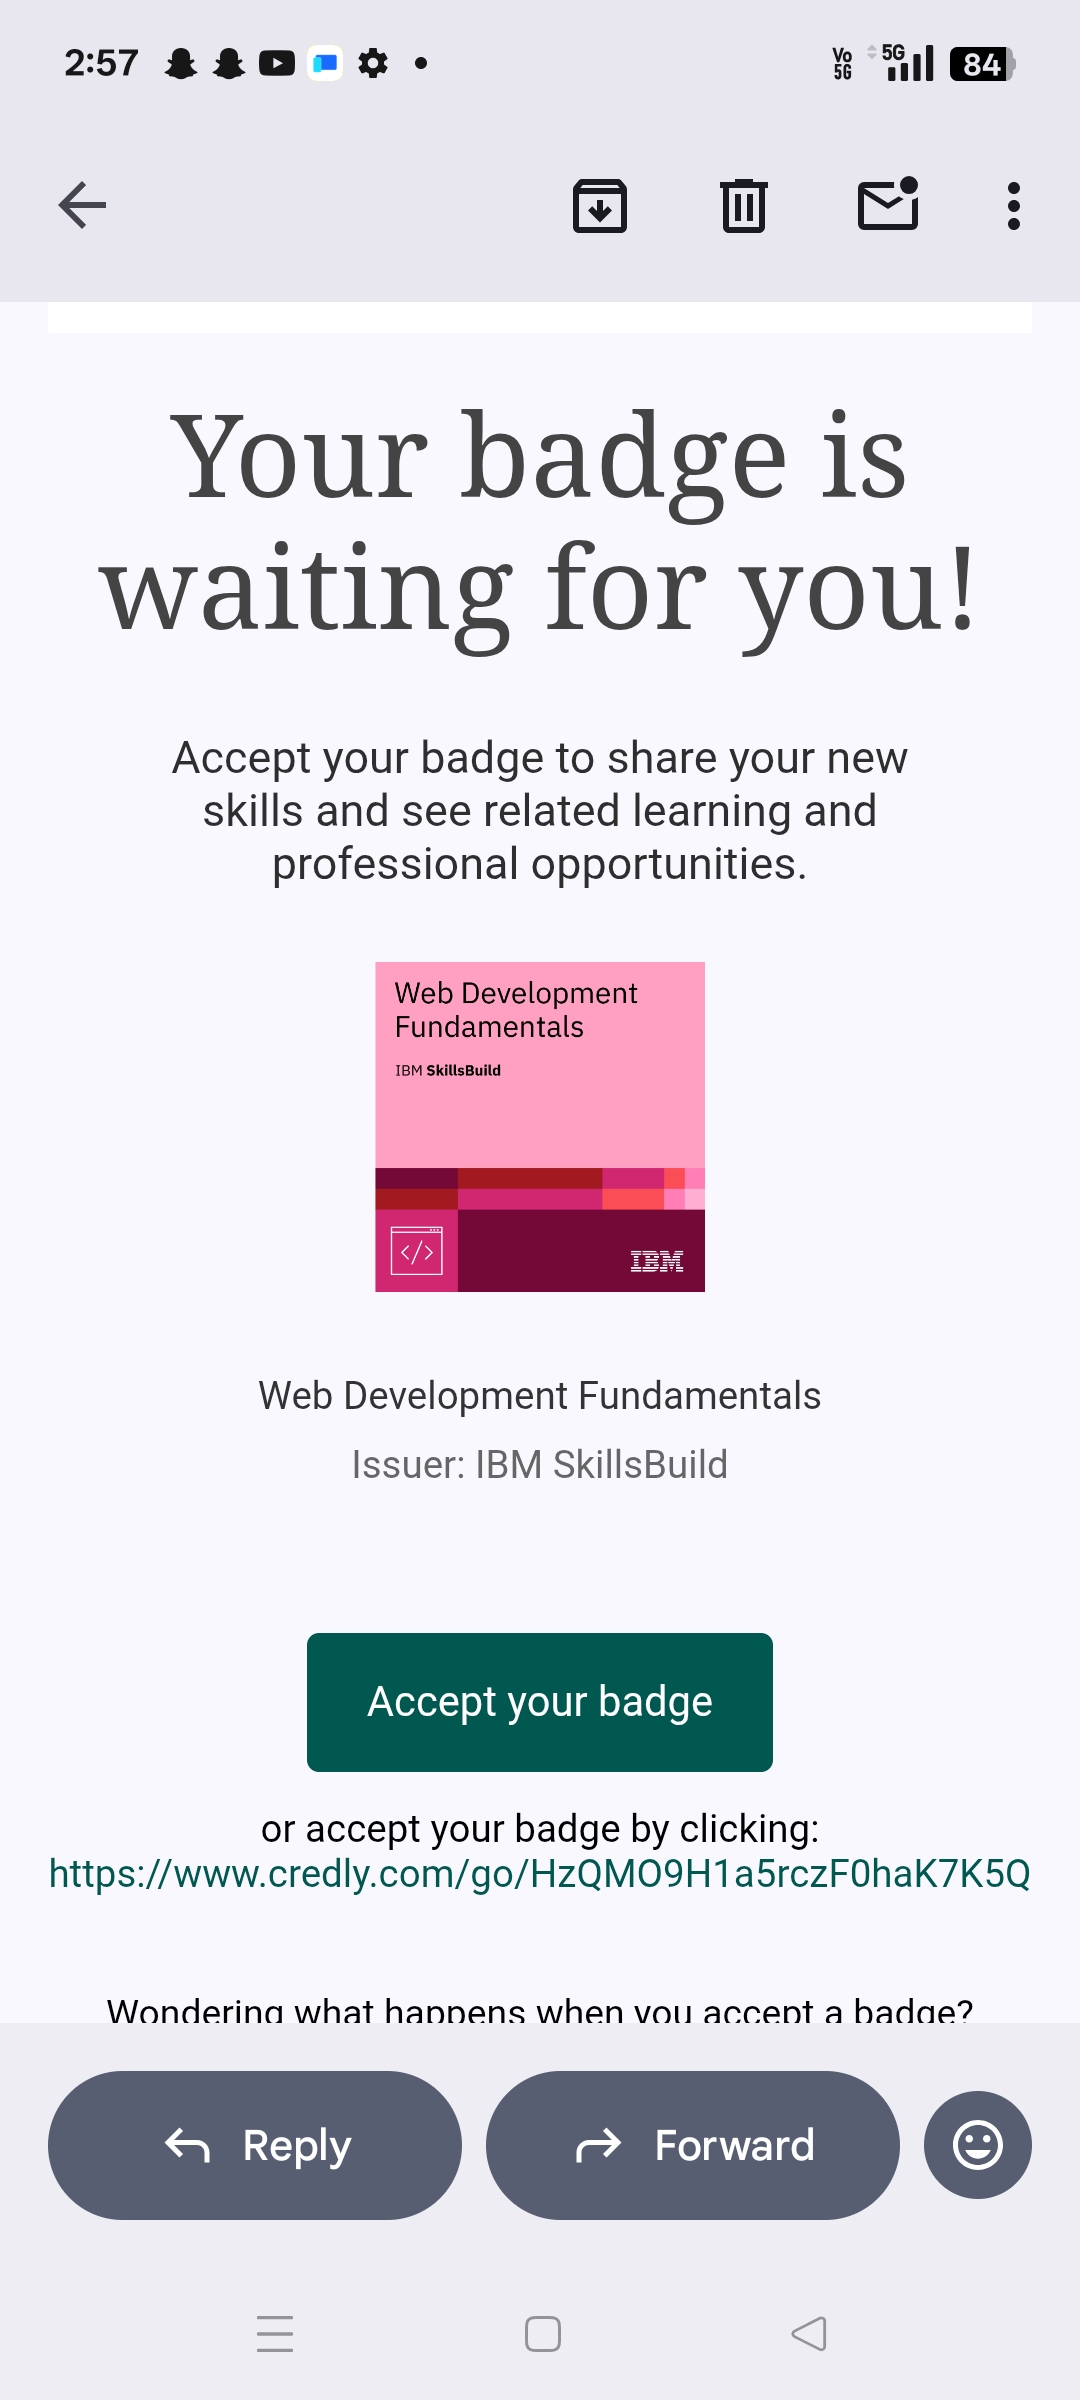 2:57
Vo
5G
5G
84
Your badge is
waiting for you!
Accept your badge to share your new
skills and see related learning and
professional opportunities.
Web Development
Fundamentals
IBM SkillsBuild
</>
IBM
Web Development Fundamentals
Issuer: IBM SkillsBuild
Accept your badge
or accept your badge by clicking:
https://www.credly.com/go/HzQMO9H1a5rczF0haK7K5Q
Wondering what happens when you accept a badge?
Reply
Forward